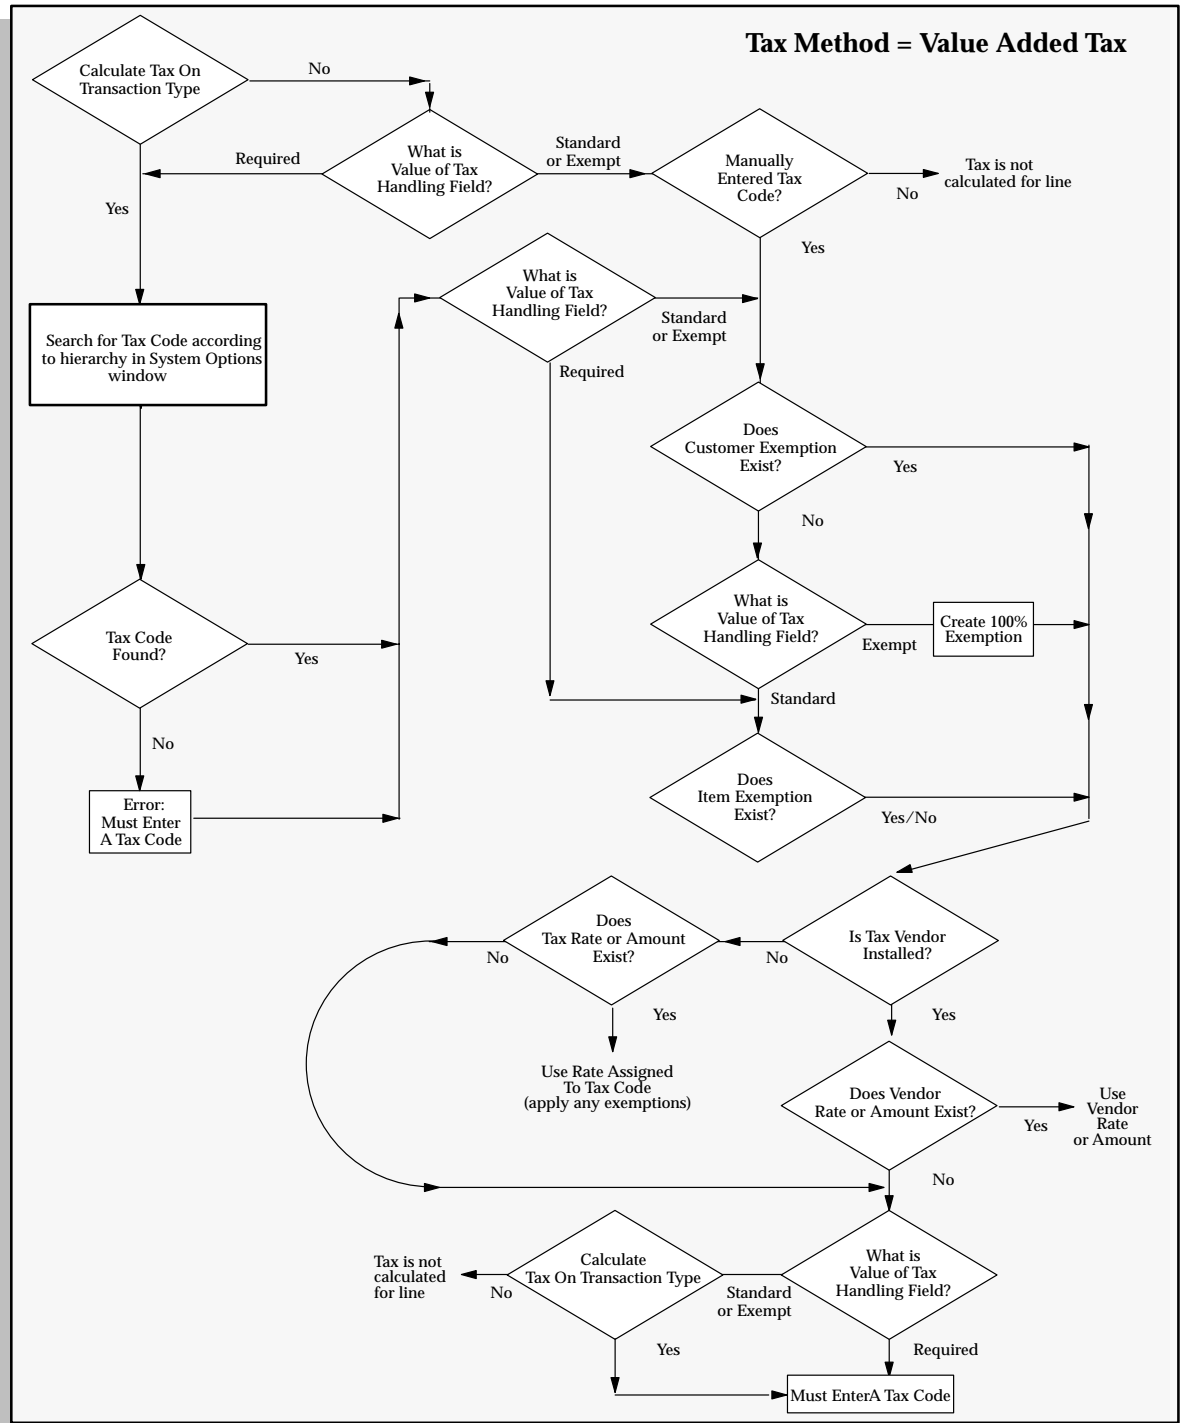 Tax Method = Value Added Tax
Calculate Tax On
Transaction Type
No
What is
Value of Tax
Handling Field?
Required
Standard
or Exempt
Manually
Entered Tax
Code?
No
Tax is not
calculated for line
Yes
Yes
What is
Value of Tax
Handling Field?
Standard
or Exempt
Required
Search for Tax Code according
to hierarchy in System Options
window
Does
Customer Exemption
Exist?
Yes
No
What is
Value of Tax
Handling Field?
Exempt
Create 100%
Exemption
Standard
Tax Code
Found?
Yes
No
Error:
Must Enter
A Tax Code
Does
Item Exemption
Exist?
Yes/No
Is Tax Vendor
Installed?
No
Does
Tax Rate or Amount
Exist?
No
Yes
Use Rate Assigned
To Tax Code
(apply any exemptions)
Yes
Does Vendor
Rate or Amount Exist?
Yes
Use
Vendor
Rate
or Amount
No
What is
Value of Tax
Handling Field?
Standard
or Exempt
Calculate
Tax On Transaction Type
No
Tax is not
calculated
for line
Yes
Required
Must EnterA Tax Code